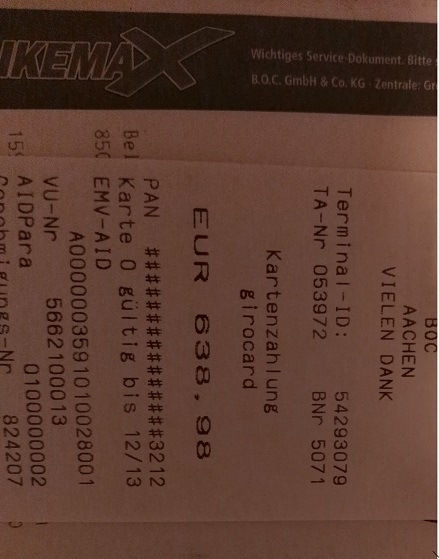 IKEMAX
Wichtiges Service-Dokument. Bitte
B.O.C. GmbH & Co. KG · Zentrale:
BOC
AACHEN
VIELEN DANK
Terminal-ID: 54293079
TA-Nr 053972 BNr 5071
Kartenzahlung
girocard
EUR 638,98
PAN ###############3212
Karte 0 gültig bis 12/13
EMV-AID
A0000003591010028001
VU-Nr 5662100013
AIDPara 0100000002
Genehmigungs-Nr 824207